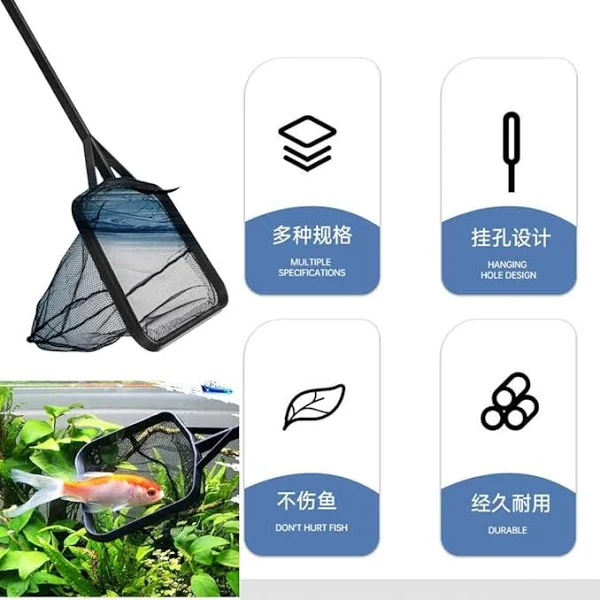 多种规格
MULTIPLE
SPECIFICATIONS
挂孔设计
HANGING
HOLE DESIGN
不伤鱼
DON'T HURT FISH
经久耐用
DURABLE